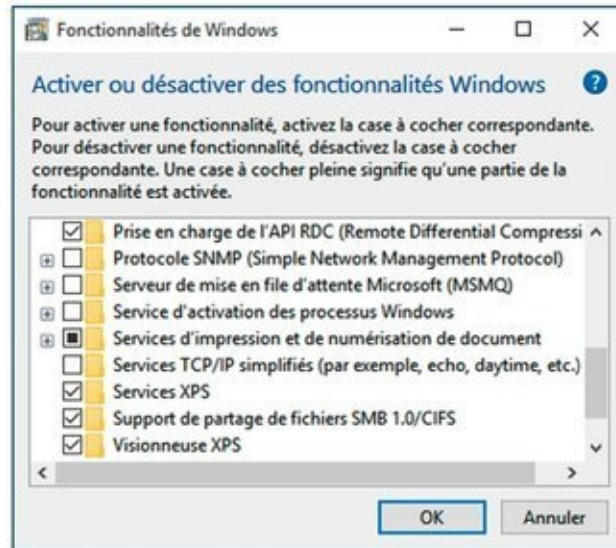 Fonctionnalités de Windows
Activer ou désactiver des fonctionnalités Windows
Pour activer une fonctionnalité, activez la case à cocher correspondante.
Pour désactiver une fonctionnalité, désactivez la case à cocher
correspondante. Une case à cocher pleine signifie qu'une partie de la
fonctionnalité est activée.
Prise en charge de l'API RDC (Remote Differential Compressi
Protocole SNMP (Simple Network Management Protocol)
Serveur de mise en file d'attente Microsoft (MSMQ)
Service d'activation des processus Windows
Services d'impression et de numérisation de document
Services TCP/IP simplifiés (par exemple, echo, daytime, etc.)
Services XPS
Support de partage de fichiers SMB 1.0/CIFS
Visionneuse XPS
OK Annuler